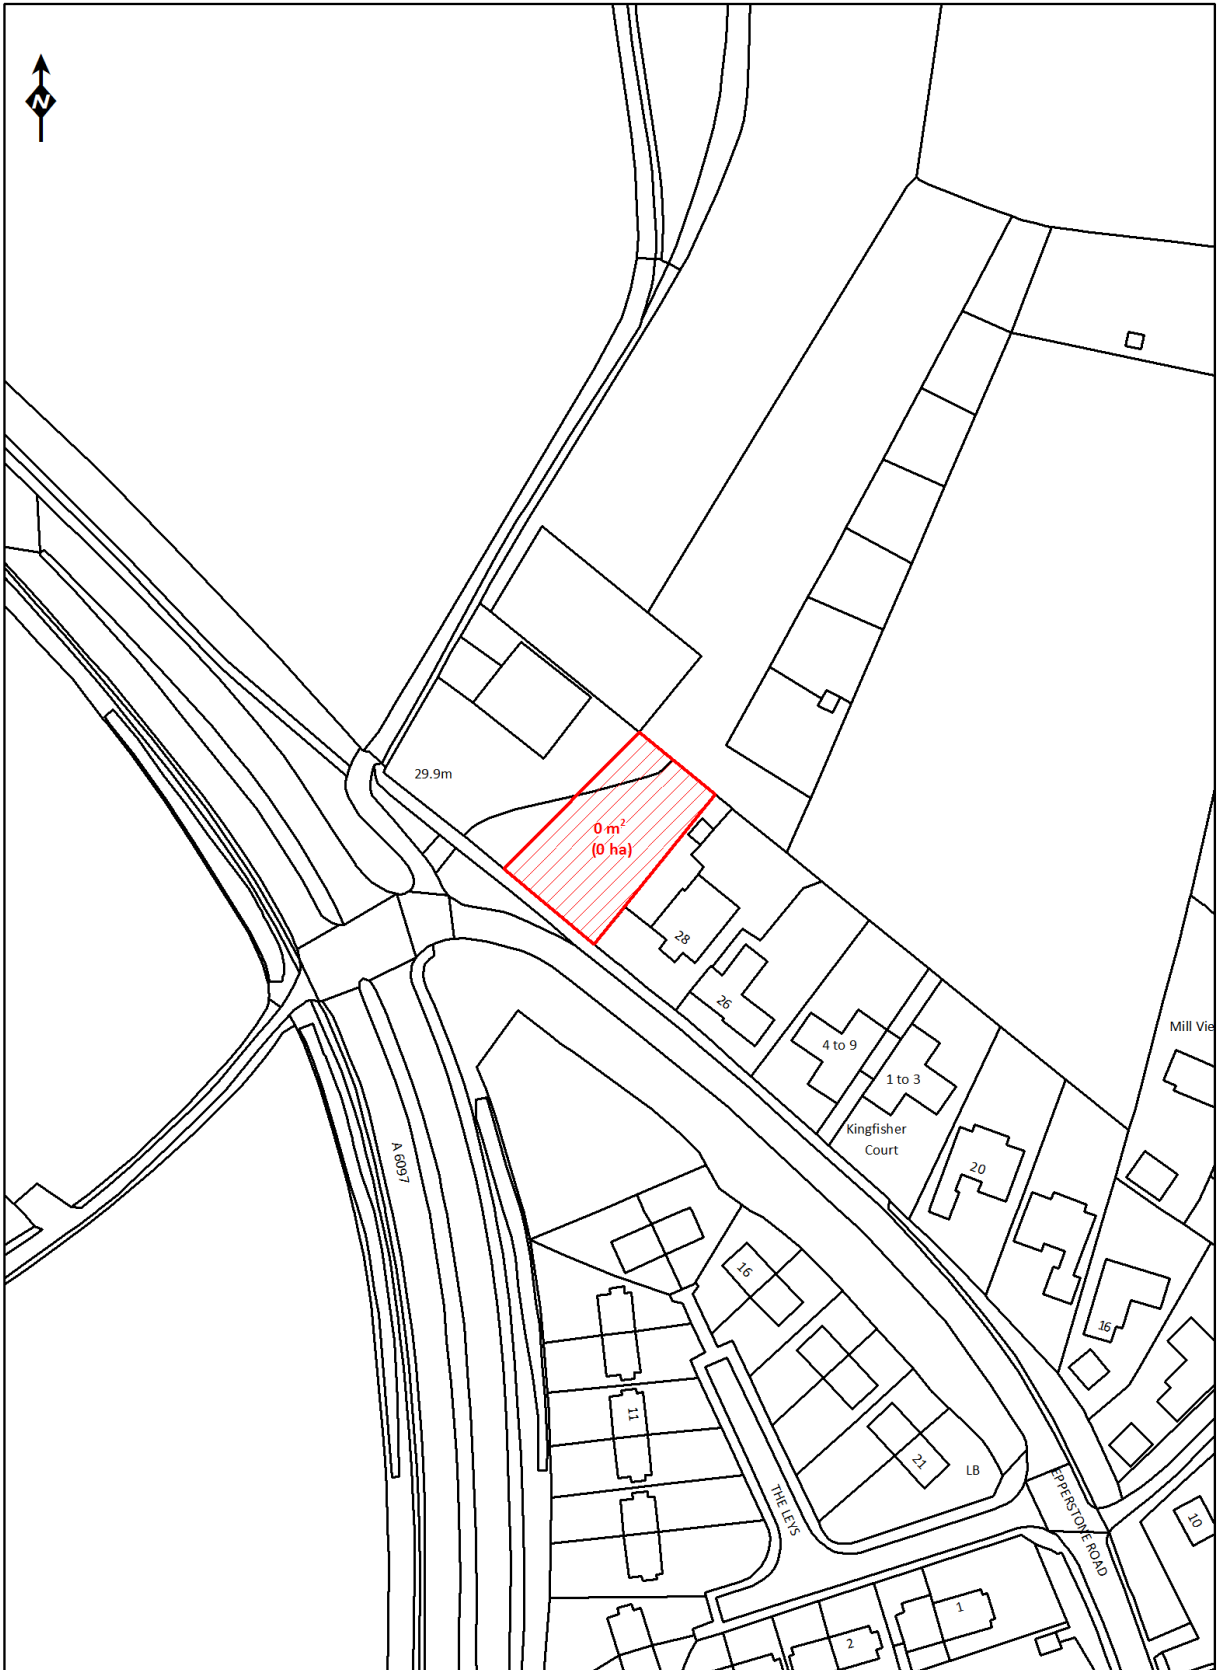 N
29.9m
0 m²
(0 ha)
28
26
4 to 9
1 to 3
Mill Vie
Kingfisher
Court
20
A 6097
16
16
11
21
LB
THE LEYS
EPPERSTONE ROAD
10
1
2